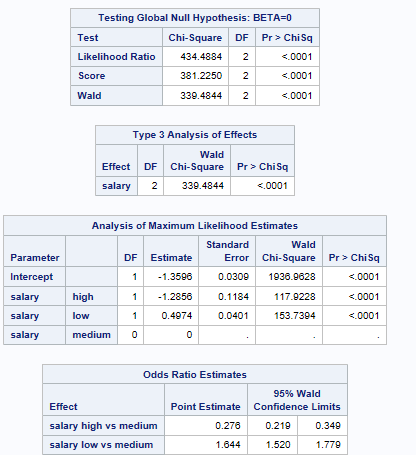 Testing Global Null Hypothesis: BETA=0
Test Chi-Square DF Pr > ChiSq
Likelihood Ratio 434.4884 2 <.0001
Score 381.2250 2 <.0001
Wald 339.4844 2 <.0001
Type 3 Analysis of Effects
Wald
Effect DF Chi-Square Pr > ChiSq
salary 2 339.4844 <.0001
Analysis of Maximum Likelihood Estimates
Standard Wald
Parameter DF Estimate Error Chi-Square Pr > ChiSq
Intercept 1 -1.3596 0.0309 1936.9628 <.0001
salary high 1 -1.2856 0.1184 117.9228 <.0001
salary low 1 0.4974 0.0401 153.7394 <.0001
salary medium 0 0 . . .
Odds Ratio Estimates
95% Wald
Effect Point Estimate Confidence Limits
salary high vs medium 0.276 0.219 0.349
salary low vs medium 1.644 1.520 1.779